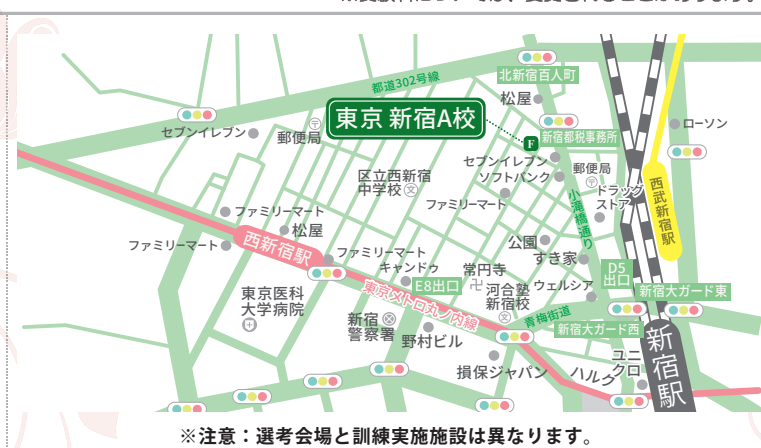 都道302号線
北新宿百人町
松屋
東京 新宿A校
F
セブンイレブン
郵便局
新宿都税事務所
ローソン
セブンイレブン
ソフトバンク
郵便局
区立西新宿
中学校
文
ドラッグ
ストア
西武新宿駅
ファミリーマート
小滝橋通り
ファミリーマート
松屋
ファミリーマート
西新宿駅
ファミリーマート
公園
すき家
キャンドゥ
常円寺
卍
E8出口
D5
出口
ウェルシア
河合塾
新宿校
文
東京メトロ丸ノ内線
東京医科
大学病院
新宿
警察署
野村ビル
青梅街道
新宿大ガード東
新宿大ガード西
新宿駅
ユニ
クロ
ハルク
損保ジャパン
※注意：選考会場と訓練実施施設は異なります。